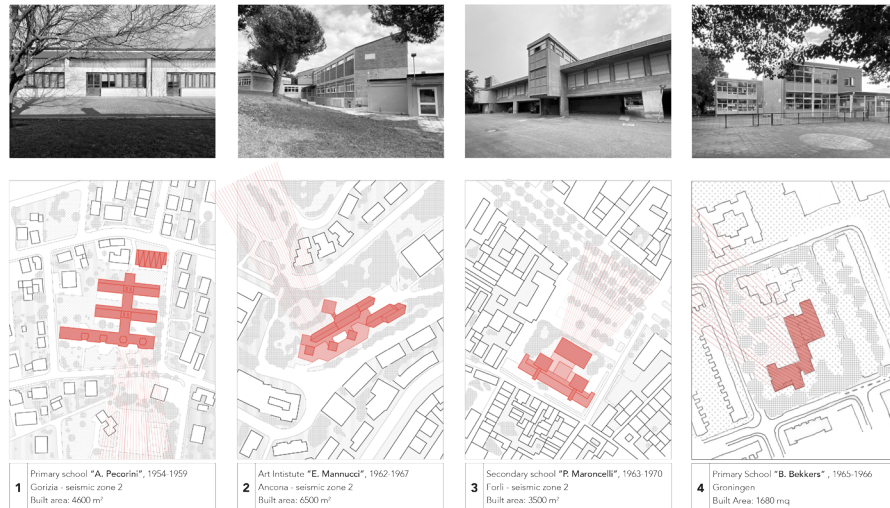 1
Primary school "A. Pecorini", 1954-1959
Gorizia - seismic zone 2
Built area: 4600 m²
2
Art Intistute "E. Mannucci", 1962-1967
Ancona - seismic zone 2
Built area: 6500 m²
3
Secondary school "P. Maroncelli", 1963-1970
Forlì - seismic zone 2
Built area: 3500 m²
4
Primary School "B. Bekkers" , 1965-1966
Groningen
Built Area: 1680 mq